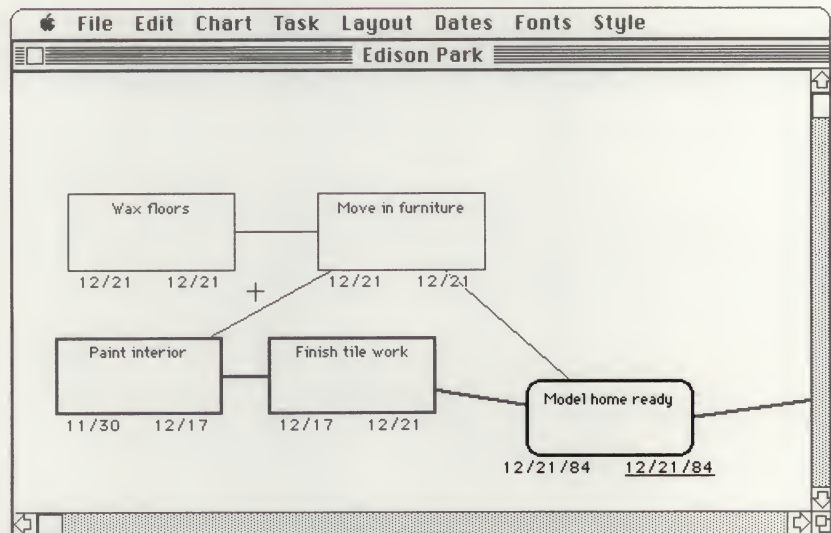 File Edit Chart Task Layout Dates Fonts Style
Edison Park
Wax floors
Move in furniture
12/21 12/21
12/21 12/21
Paint interior
Finish tile work
11/30 12/17
12/17 12/21
Model home ready
12/21/84 12/21/84